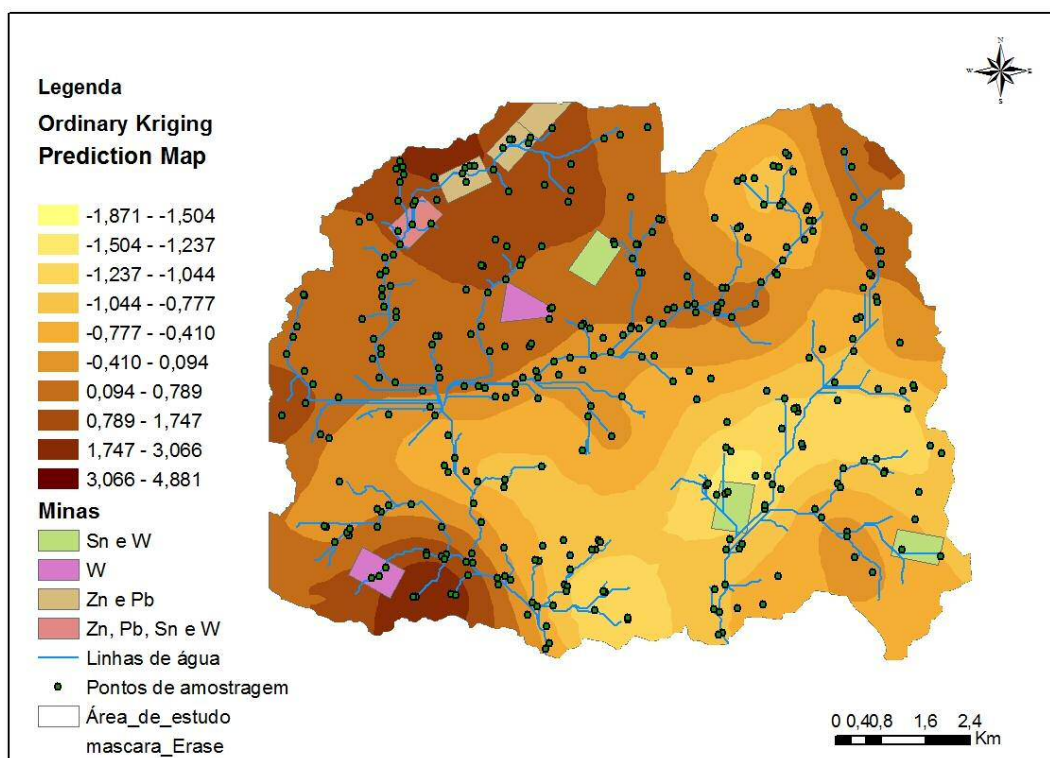 Legenda
Ordinary Kriging
Prediction Map
-1,871 - -1,504
-1,504 - -1,237
-1,237 - -1,044
-1,044 - -0,777
-0,777 - -0,410
-0,410 - 0,094
0,094 - 0,789
0,789 - 1,747
1,747 - 3,066
3,066 - 4,881
Minas
Sn e W
W
Zn e Pb
Zn, Pb, Sn e W
Linhas de água
Pontos de amostragem
Área_de_estudo
mascara_Erase
N
W E
S
0 0,40,8 1,6 2,4
Km